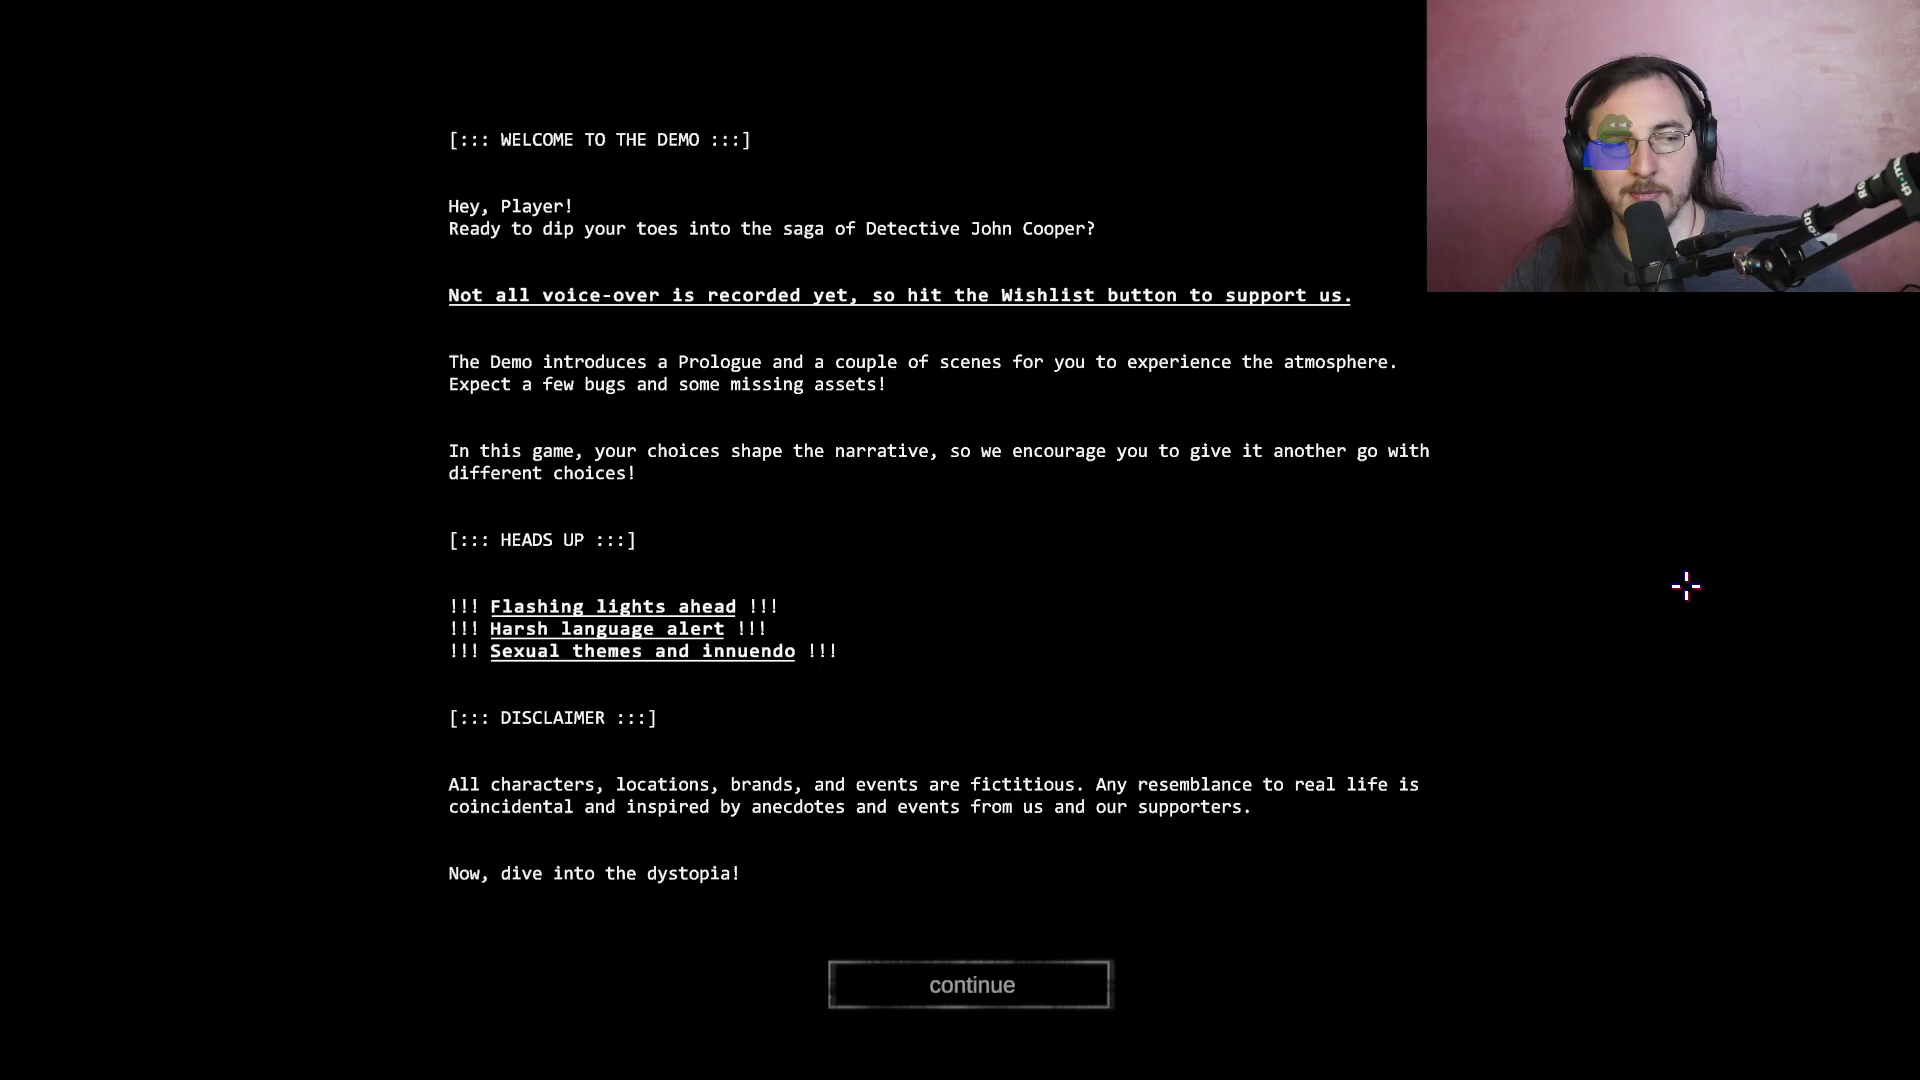 [::: WELCOME TO THE DEMO :::]
Hey, Player!
Ready to dip your toes into the saga of Detective John Cooper?
Not all voice-over is recorded yet, so hit the Wishlist button to support us.
The Demo introduces a Prologue and a couple of scenes for you to experience the atmosphere.
Expect a few bugs and some missing assets!
In this game, your choices shape the narrative, so we encourage you to give it another go with
different choices!
[::: HEADS UP :::]
!!! Flashing lights ahead !!!
!!! Harsh language alert !!!
!!! Sexual themes and innuendo !!!
[::: DISCLAIMER :::]
All characters, locations, brands, and events are fictitious. Any resemblance to real life is
coincidental and inspired by anecdotes and events from us and our supporters.
Now, dive into the dystopia!
continue